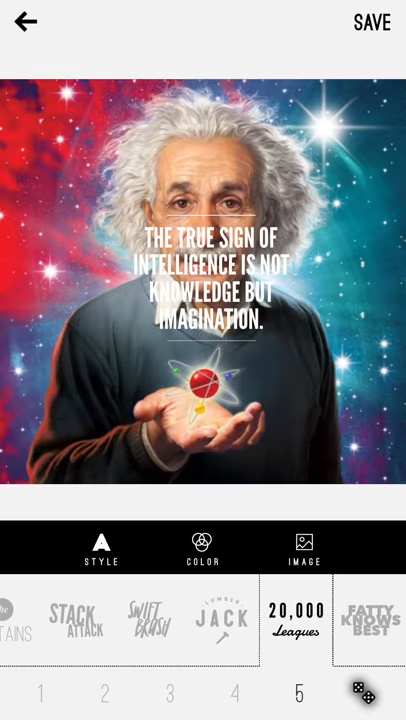 SAVE
THE TRUE SIGN OF
INTELLIGENCE IS NOT
KNOWLEDGE BUT
IMAGINATION.
STYLE
COLOR
IMAGE
he
TAINS
STACK
ATTACK
SWIFT
BRUSH
LUMBER
JACK
20,000
Leagues
FATTY
KNOWS
BEST
1 2 3 4 5